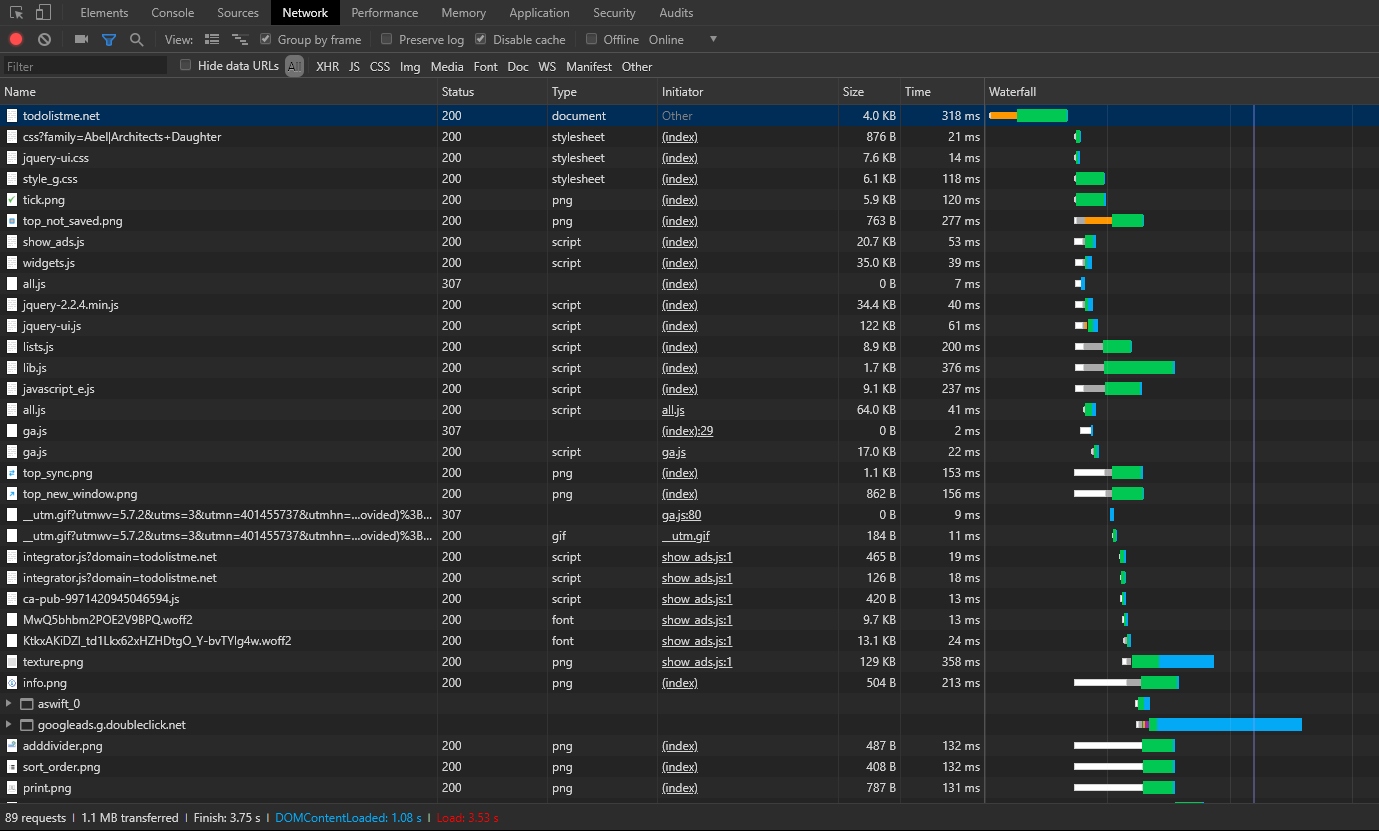 Elements Console Sources Network Performance Memory Application Security Audits
View: Group by frame Preserve log Disable cache Offline Online
Filter Hide data URLs All XHR JS CSS Img Media Font Doc WS Manifest Other
Name Status Type Initiator Size Time Waterfall
todolistme.net 200 document Other 4.0 KB 318 ms
css?family=Abel|Architects+Daughter 200 stylesheet (index) 876 B 21 ms
jquery-ui.css 200 stylesheet (index) 7.6 KB 14 ms
style_g.css 200 stylesheet (index) 6.1 KB 118 ms
tick.png 200 png (index) 5.9 KB 120 ms
top_not_saved.png 200 png (index) 763 B 277 ms
show_ads.js 200 script (index) 20.7 KB 53 ms
widgets.js 200 script (index) 35.0 KB 39 ms
all.js 307 (index) 0 B 7 ms
jquery-2.2.4.min.js 200 script (index) 34.4 KB 40 ms
jquery-ui.js 200 script (index) 122 KB 61 ms
lists.js 200 script (index) 8.9 KB 200 ms
lib.js 200 script (index) 1.7 KB 376 ms
javascript_e.js 200 script (index) 9.1 KB 237 ms
all.js 200 script all.js 64.0 KB 41 ms
ga.js 307 (index):29 0 B 2 ms
ga.js 200 script ga.js 17.0 KB 22 ms
top_sync.png 200 png (index) 1.1 KB 153 ms
top_new_window.png 200 png (index) 862 B 156 ms
__utm.gif?utmwv=5.7.2&utms=3&utmn=401455737&utmhn=...ovided)%3B... 307 ga.js:80 0 B 9 ms
__utm.gif?utmwv=5.7.2&utms=3&utmn=401455737&utmhn=...ovided)%3B... 200 gif __utm.gif 184 B 11 ms
integrator.js?domain=todolistme.net 200 script show_ads.js:1 465 B 19 ms
integrator.js?domain=todolistme.net 200 script show_ads.js:1 126 B 18 ms
ca-pub-9971420945046594.js 200 script show_ads.js:1 420 B 13 ms
MwQ5bhbm2POE2V9BPQ.woff2 200 font show_ads.js:1 9.7 KB 13 ms
KtkxAKiDZI_td1Lkx62xHZHDtgO_Y-bvTYlg4w.woff2 200 font show_ads.js:1 13.1 KB 24 ms
texture.png 200 png show_ads.js:1 129 KB 358 ms
info.png 200 png (index) 504 B 213 ms
aswift_0
googleads.g.doubleclick.net
adddivider.png 200 png (index) 487 B 132 ms
sort_order.png 200 png (index) 408 B 132 ms
print.png 200 png (index) 787 B 131 ms
89 requests | 1.1 MB transferred | Finish: 3.75 s | DOMContentLoaded: 1.08 s | Load: 3.53 s